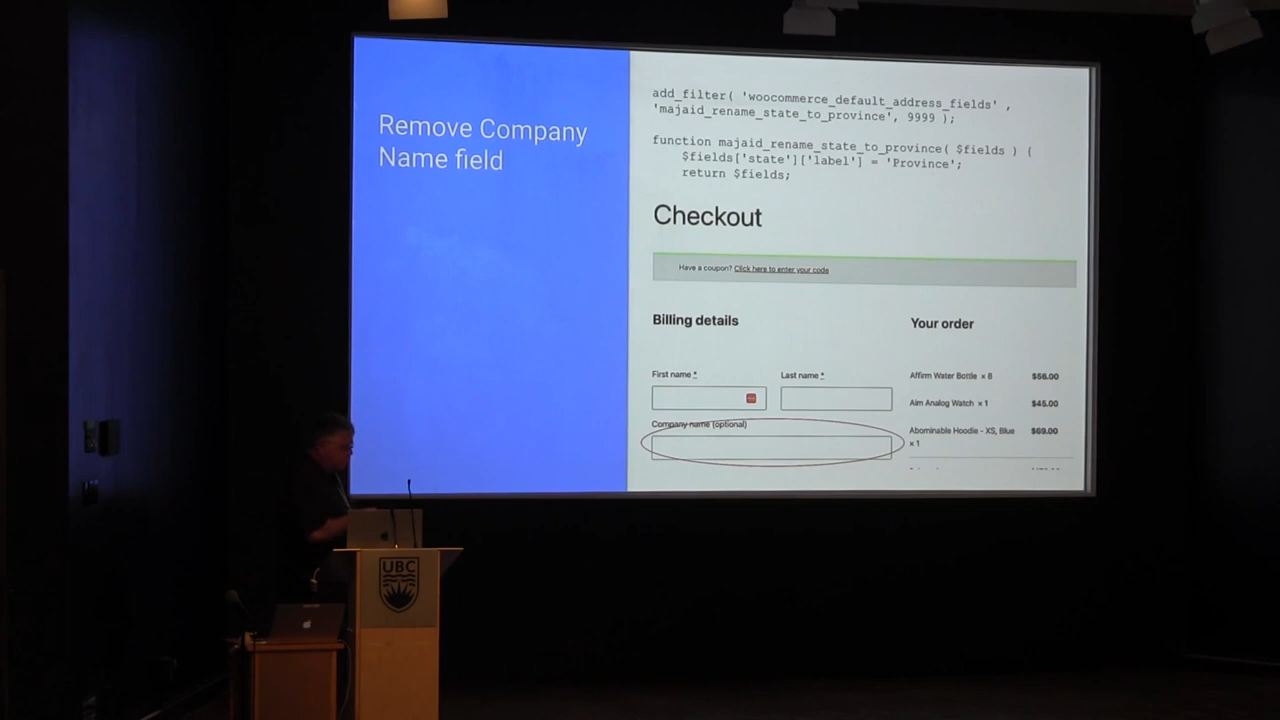 Remove Company
Name field
add_filter( 'woocommerce_default_address_fields' ,
'majaid_rename_state_to_province', 9999 );
function majaid_rename_state_to_province( $fields ) {
$fields['state']['label'] = 'Province';
return $fields;
Checkout
Have a coupon? Click here to enter your code
Billing details
Your order
First name *
Last name *
Affirm Water Bottle × 8 $56.00
Aim Analog Watch × 1 $45.00
Company name (optional)
Abominable Hoodie - XS, Blue $69.00
× 1
UBC